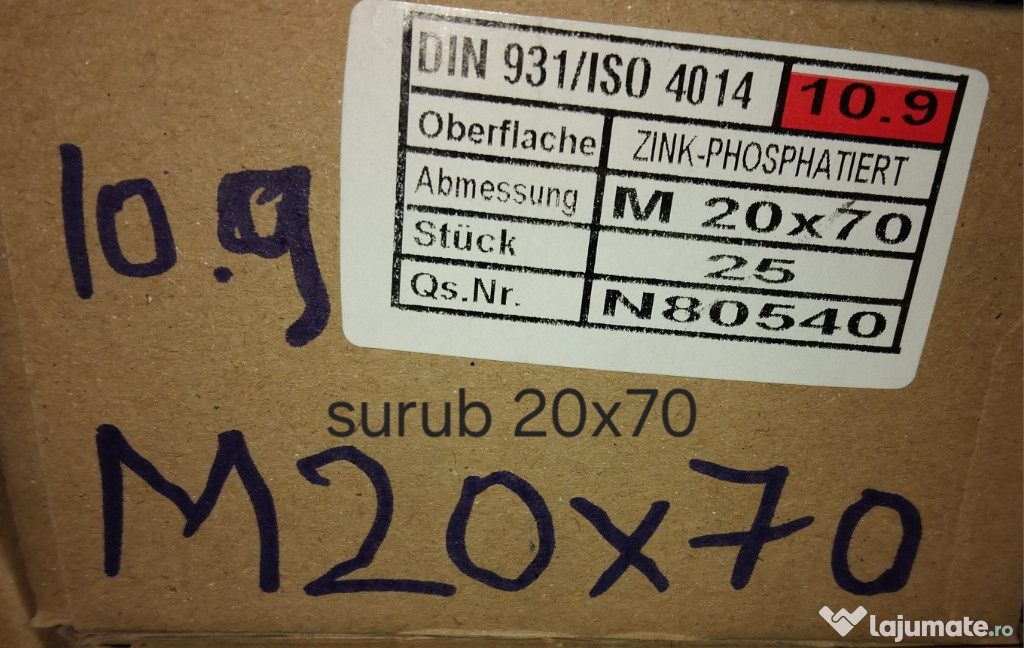 DIN 931/ISO 4014 10.9
Oberflache ZINK-PHOSPHATIERT
Abmessung M 20x70
Stück 25
Qs.Nr. N80540
10.9
surub 20x70
M20x70
lajumate.ro